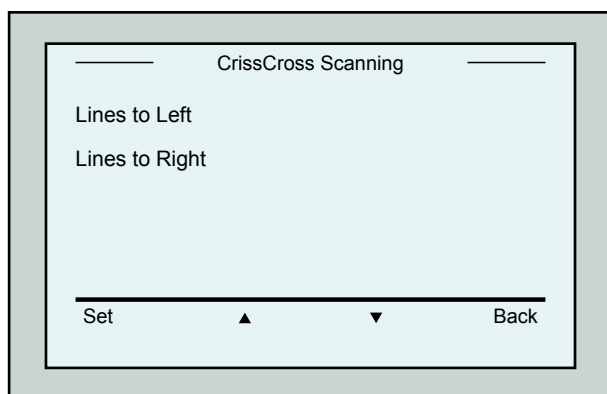 CrissCross Scanning
Lines to Left
Lines to Right
Set ▲ ▼ Back